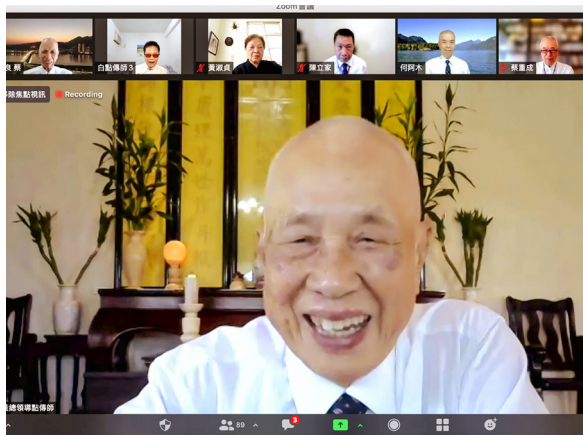 Zoom 會議
良 蔡
白點傳師3
黃淑貞
陳立家
何阿木
蔡重成
除焦點視訊
Recording
總領導點傳師
89
3